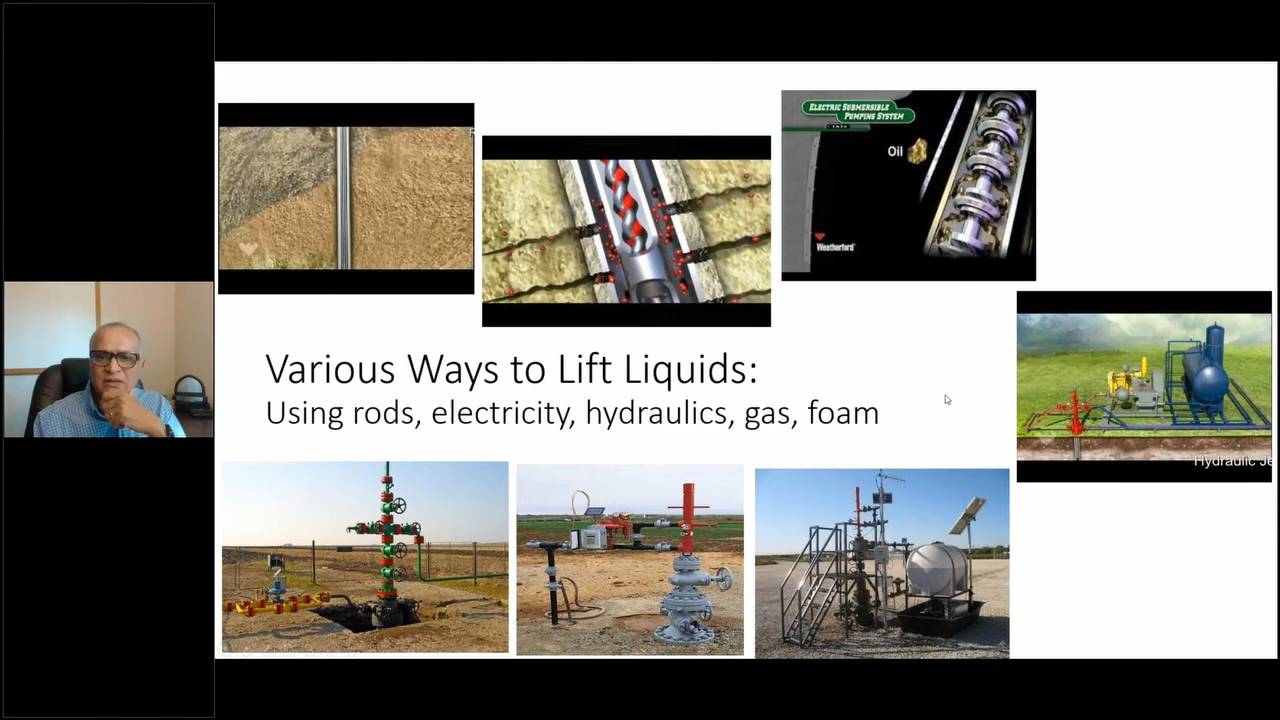 ELECTRIC SUBMERSIBLE
PUMPING SYSTEM
Oil
Weatherford
Various Ways to Lift Liquids:
Using rods, electricity, hydraulics, gas, foam
Hydraulic Je